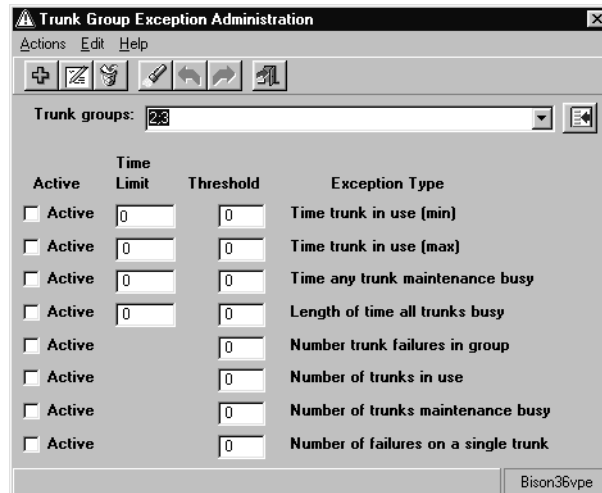 Trunk Group Exception Administration
Actions Edit Help
Trunk groups: 2;3
Active Time Limit Threshold Exception Type
Active 0 0 Time trunk in use (min)
Active 0 0 Time trunk in use (max)
Active 0 0 Time any trunk maintenance busy
Active 0 0 Length of time all trunks busy
Active 0 Number trunk failures in group
Active 0 Number of trunks in use
Active 0 Number of trunks maintenance busy
Active 0 Number of failures on a single trunk
Bison36vpe